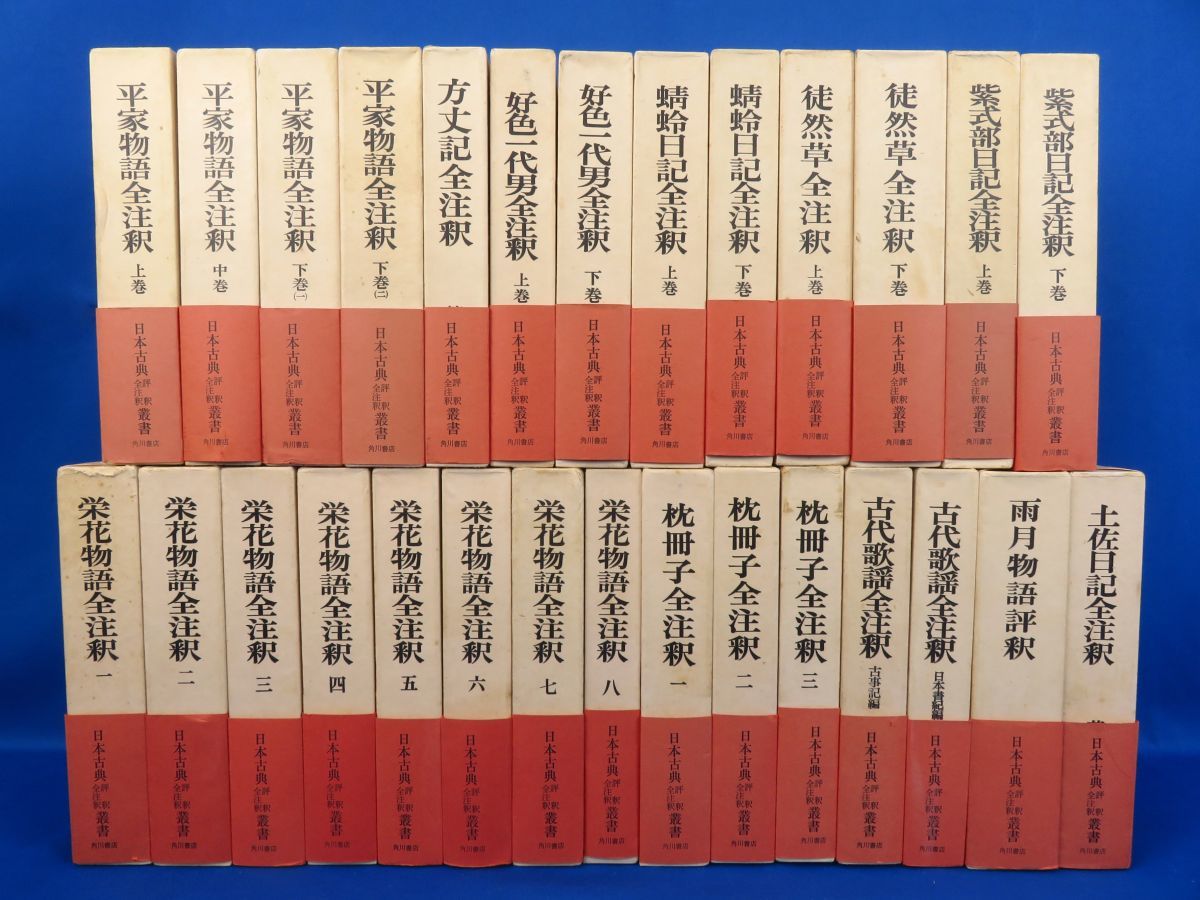 平家物語全注釈 上巻
日本古典評釈全注釈叢書
角川書店
平家物語全注釈 中巻
日本古典評釈全注釈叢書
角川書店
平家物語全注釈 下巻(一)
日本古典評釈全注釈叢書
角川書店
平家物語全注釈 下巻(二)
日本古典評釈全注釈叢書
角川書店
方丈記全注釈
日本古典評釈全注釈叢書
角川書店
好色一代男全注釈 上巻
日本古典評釈全注釈叢書
角川書店
好色一代男全注釈 下巻
日本古典評釈全注釈叢書
角川書店
蜻蛉日記全注釈 上巻
日本古典評釈全注釈叢書
角川書店
蜻蛉日記全注釈 下巻
日本古典評釈全注釈叢書
角川書店
徒然草全注釈 上巻
日本古典評釈全注釈叢書
角川書店
徒然草全注釈 下巻
日本古典評釈全注釈叢書
角川書店
紫式部日記全注釈 上巻
日本古典評釈全注釈叢書
角川書店
紫式部日記全注釈 下巻
日本古典評釈全注釈叢書
角川書店
栄花物語全注釈 一
日本古典評釈全注釈叢書
角川書店
栄花物語全注釈 二
日本古典評釈全注釈叢書
角川書店
栄花物語全注釈 三
日本古典評釈全注釈叢書
角川書店
栄花物語全注釈 四
日本古典評釈全注釈叢書
角川書店
栄花物語全注釈 五
日本古典評釈全注釈叢書
角川書店
栄花物語全注釈 六
日本古典評釈全注釈叢書
角川書店
栄花物語全注釈 七
日本古典評釈全注釈叢書
角川書店
栄花物語全注釈 八
日本古典評釈全注釈叢書
角川書店
枕冊子全注釈 一
日本古典評釈全注釈叢書
角川書店
枕冊子全注釈 二
日本古典評釈全注釈叢書
角川書店
枕冊子全注釈 三
日本古典評釈全注釈叢書
角川書店
古代歌謡全注釈 古事記編
日本古典評釈全注釈叢書
角川書店
古代歌謡全注釈 日本書紀編
日本古典評釈全注釈叢書
角川書店
雨月物語評釈
日本古典評釈全注釈叢書
角川書店
土佐日記全注釈
日本古典評釈全注釈叢書
角川書店